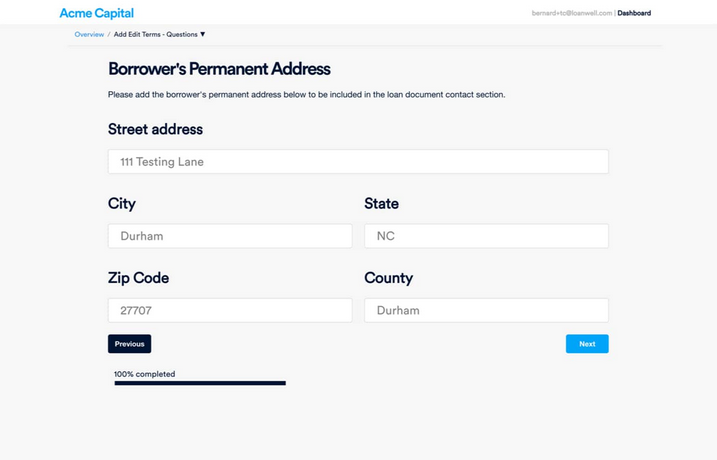 Acme Capital
bernard+tc@loanwell.com | Dashboard
Overview / Add Edit Terms - Questions ▼
Borrower's Permanent Address
Please add the borrower's permanent address below to be included in the loan document contact section.
Street address
111 Testing Lane
City
State
Durham
NC
Zip Code
County
27707
Durham
Previous
Next
100% completed